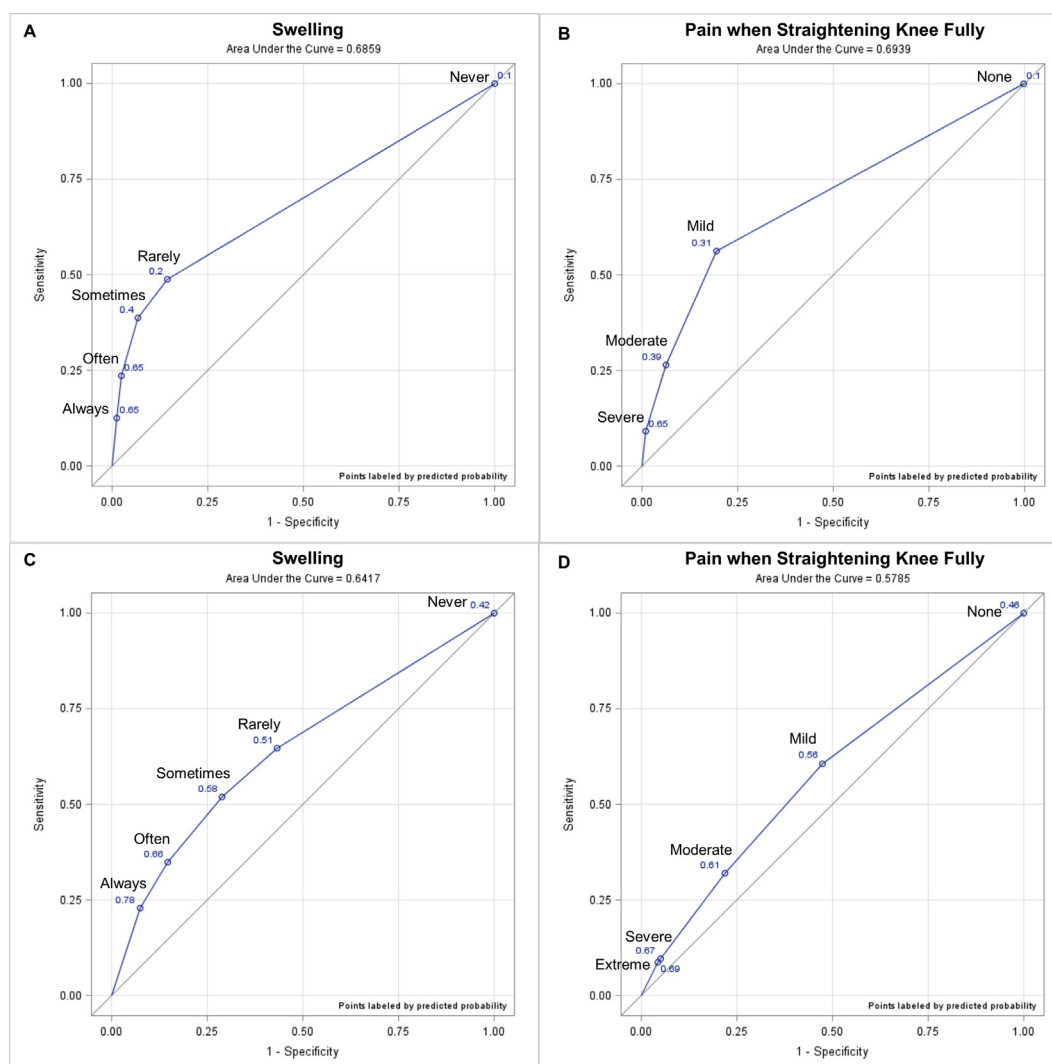 A
Swelling
Area Under the Curve = 0.6859
1.00
0.75
0.50
0.25
0.00
Sensitivity
Never 0.1
Rarely
0.2
Sometimes
0.4
Often
0.65
Always 0.65
Points labeled by predicted probability
0.00 0.25 0.50 0.75 1.00
1 - Specificity
B
Pain when Straightening Knee Fully
Area Under the Curve = 0.6939
1.00
0.75
0.50
0.25
0.00
Sensitivity
None 0.1
Mild
0.31
Moderate
0.39
Severe 0.65
Points labeled by predicted probability
0.00 0.25 0.50 0.75 1.00
1 - Specificity
C
Swelling
Area Under the Curve = 0.6417
1.00
0.75
0.50
0.25
0.00
Sensitivity
Never 0.42
Rarely
0.51
Sometimes
0.58
Often
0.66
Always
0.78
Points labeled by predicted probability
0.00 0.25 0.50 0.75 1.00
1 - Specificity
D
Pain when Straightening Knee Fully
Area Under the Curve = 0.5785
1.00
0.75
0.50
0.25
0.00
Sensitivity
None 0.46
Mild
0.56
Moderate
0.61
Severe
0.67
Extreme 0.69
Points labeled by predicted probability
0.00 0.25 0.50 0.75 1.00
1 - Specificity